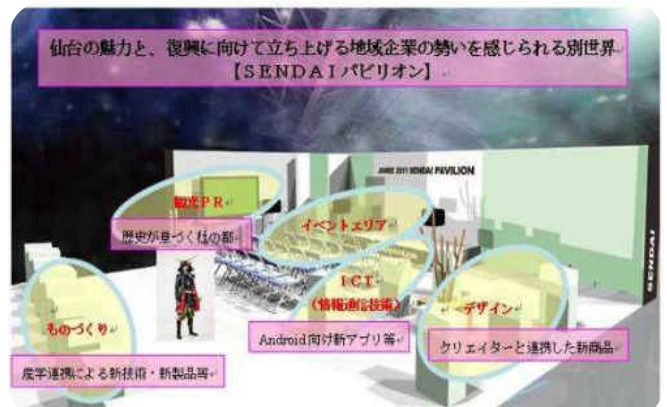 仙台の魅力と、復興に向けて立ち上げる地域企業の勢いを感じられる別世界
【SENDAIパビリオン】
JAPAN 2011 SENDAI PAVILION
観光PR
歴史が息づく杜の都
イベントエリア
ICT
(情報通信技術)
Android向け新アプリ等
デザイン
クリエイターと連携した新商品
ものづくり
産学連携による新技術・新製品等
SENDAI